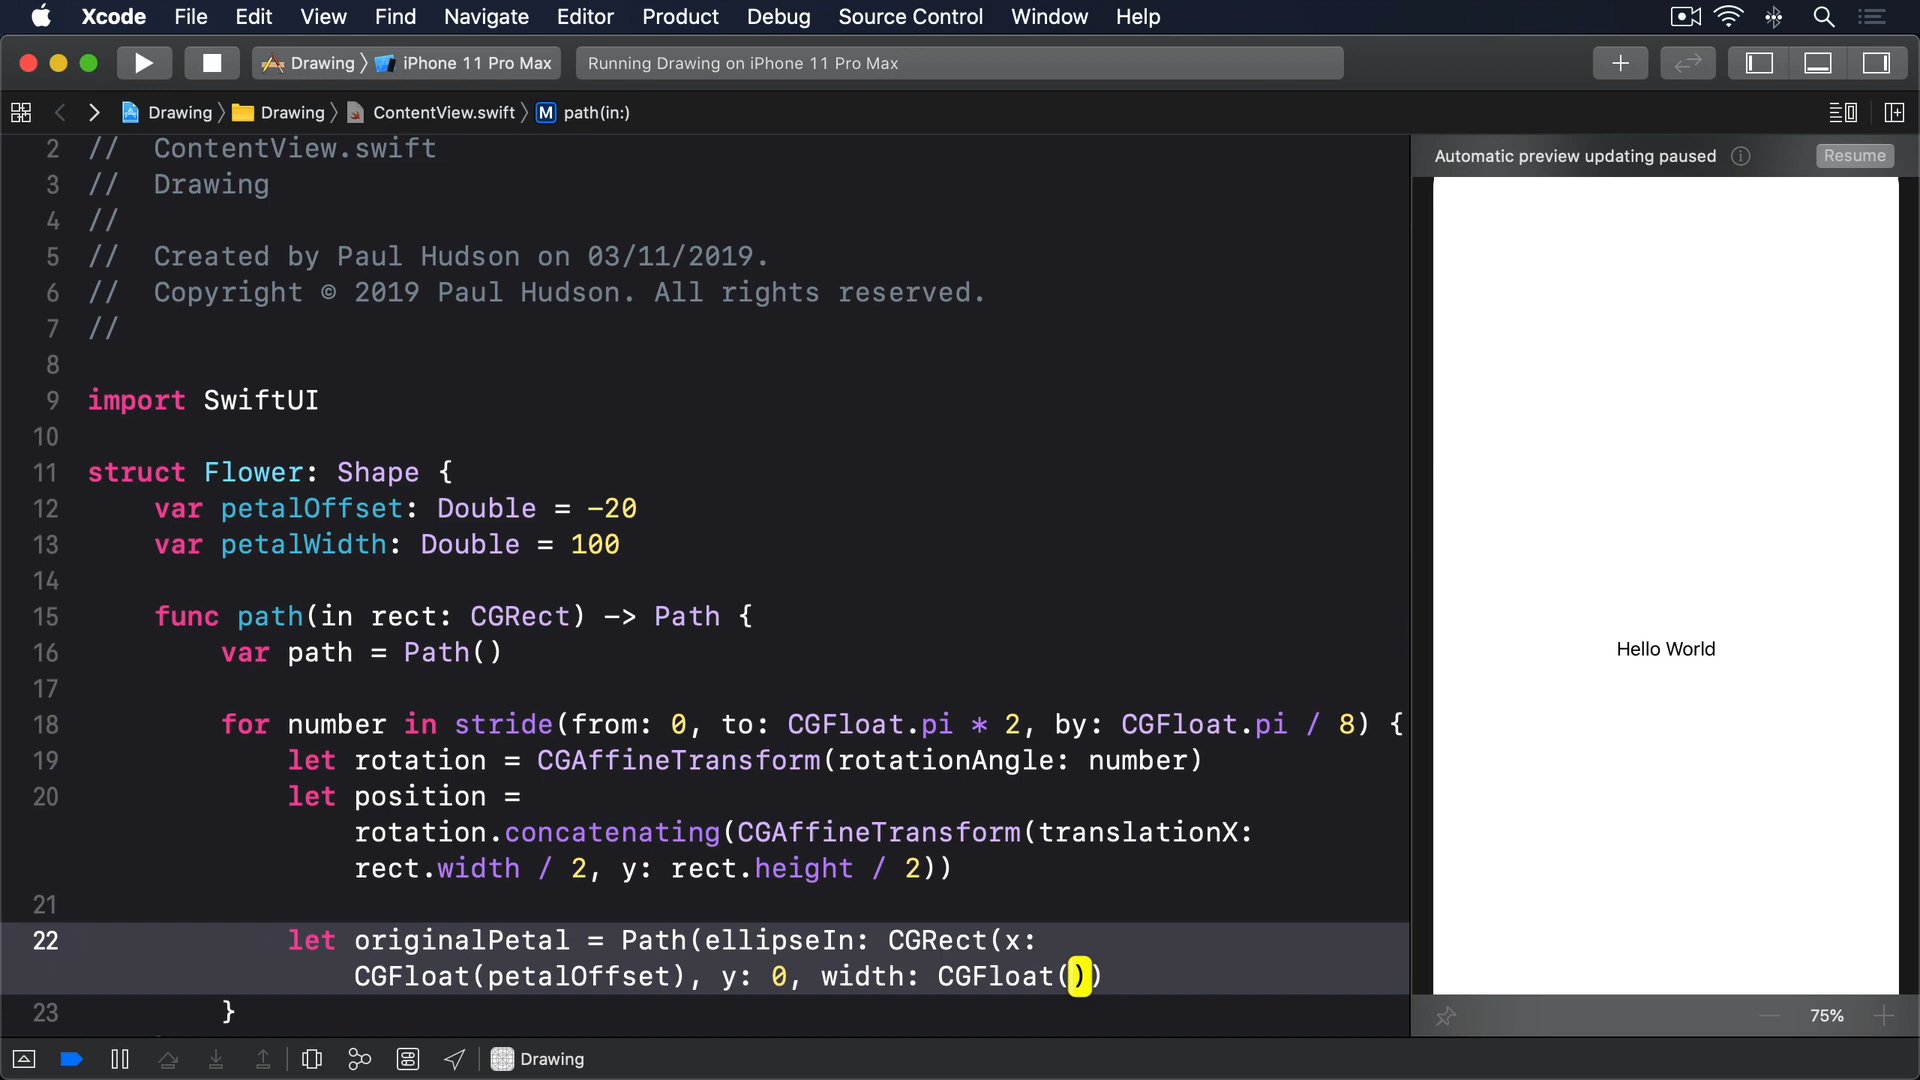 Xcode File Edit View Find Navigate Editor Product Debug Source Control Window Help
Drawing iPhone 11 Pro Max Running Drawing on iPhone 11 Pro Max
Drawing Drawing ContentView.swift M path(in:)
Automatic preview updating paused Resume
2 // ContentView.swift
3 // Drawing
4 //
5 // Created by Paul Hudson on 03/11/2019.
6 // Copyright © 2019 Paul Hudson. All rights reserved.
7 //
8
9 import SwiftUI
10
11 struct Flower: Shape {
12 var petalOffset: Double = -20
13 var petalWidth: Double = 100
14
15 func path(in rect: CGRect) -> Path {
16 var path = Path()
17
18 for number in stride(from: 0, to: CGFloat.pi * 2, by: CGFloat.pi / 8) {
19 let rotation = CGAffineTransform(rotationAngle: number)
20 let position =
rotation.concatenating(CGAffineTransform(translationX:
rect.width / 2, y: rect.height / 2))
21
22 let originalPetal = Path(ellipseIn: CGRect(x:
CGFloat(petalOffset), y: 0, width: CGFloat())
23 }
Hello World
75%
Drawing